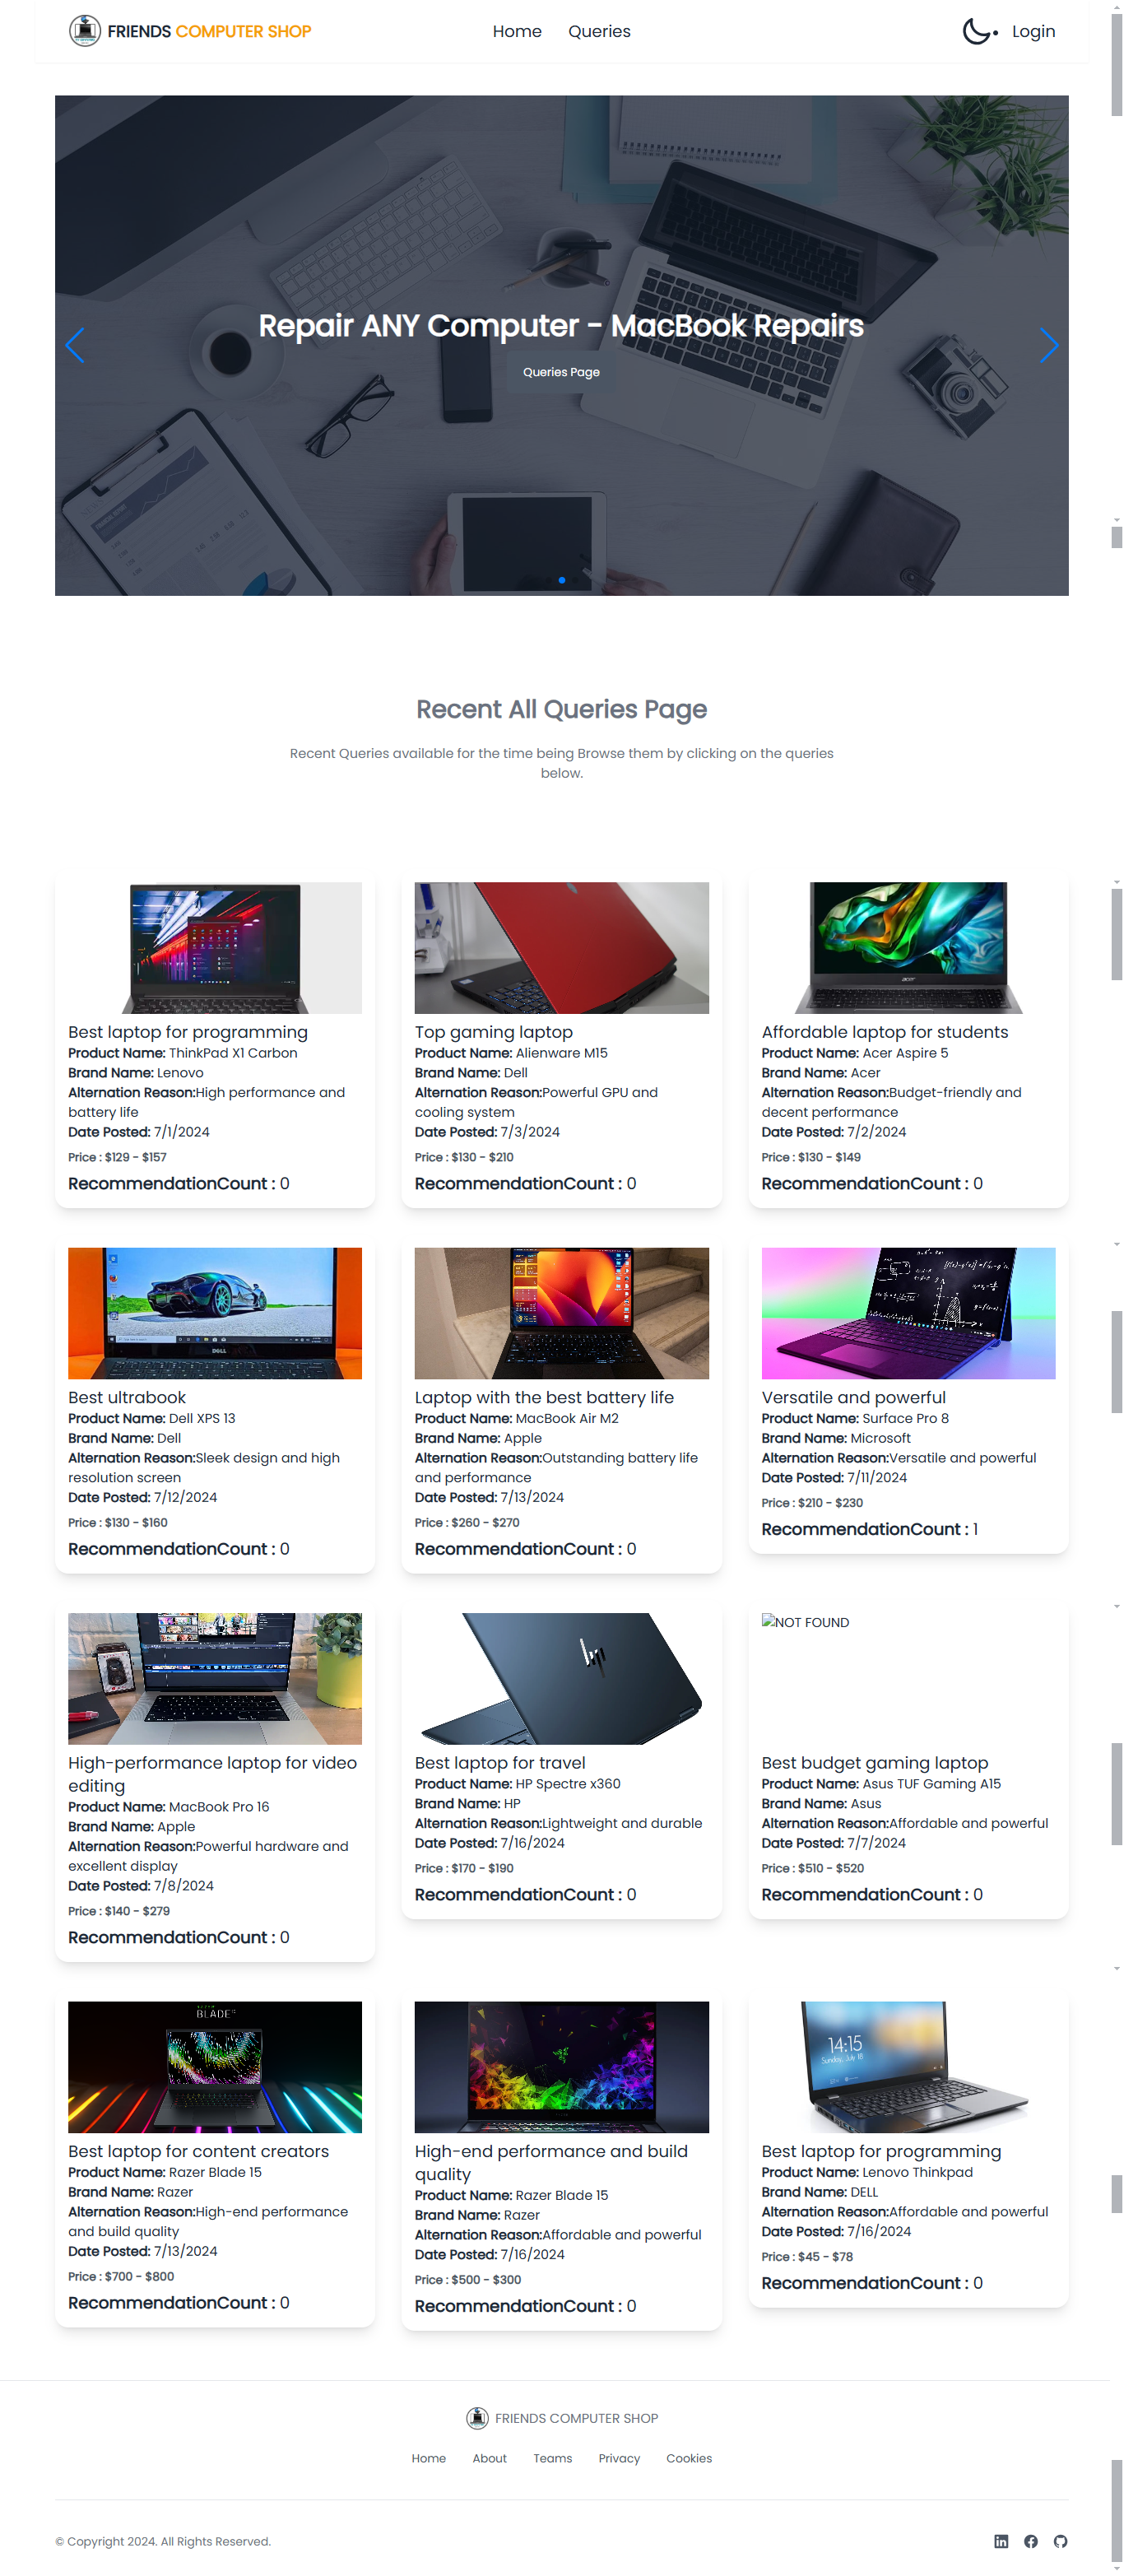 FRIENDS COMPUTER SHOP
Home
Queries
Login
Repair ANY Computer - MacBook Repairs
Queries Page
Recent All Queries Page
Recent Queries available for the time being Browse them by clicking on the queries
below.
Best laptop for programming
Product Name: ThinkPad X1 Carbon
Brand Name: Lenovo
Alternation Reason:High performance and
battery life
Date Posted: 7/1/2024
Price : $129 - $157
RecommendationCount : 0
Top gaming laptop
Product Name: Alienware M15
Brand Name: Dell
Alternation Reason:Powerful GPU and
cooling system
Date Posted: 7/3/2024
Price : $130 - $210
RecommendationCount : 0
Affordable laptop for students
Product Name: Acer Aspire 5
Brand Name: Acer
Alternation Reason:Budget-friendly and
decent performance
Date Posted: 7/2/2024
Price : $130 - $149
RecommendationCount : 0
DELL
Best ultrabook
Product Name: Dell XPS 13
Brand Name: Dell
Alternation Reason:Sleek design and high
resolution screen
Date Posted: 7/12/2024
Price : $130 - $160
RecommendationCount : 0
Laptop with the best battery life
Product Name: MacBook Air M2
Brand Name: Apple
Alternation Reason:Outstanding battery life
and performance
Date Posted: 7/13/2024
Price : $260 - $270
RecommendationCount : 0
Versatile and powerful
Product Name: Surface Pro 8
Brand Name: Microsoft
Alternation Reason:Versatile and powerful
Date Posted: 7/11/2024
Price : $210 - $230
RecommendationCount : 1
High-performance laptop for video
editing
Product Name: MacBook Pro 16
Brand Name: Apple
Alternation Reason:Powerful hardware and
excellent display
Date Posted: 7/8/2024
Price : $140 - $279
RecommendationCount : 0
Best laptop for travel
Product Name: HP Spectre x360
Brand Name: HP
Alternation Reason:Lightweight and durable
Date Posted: 7/16/2024
Price : $170 - $190
RecommendationCount : 0
NOT FOUND
Best budget gaming laptop
Product Name: Asus TUF Gaming A15
Brand Name: Asus
Alternation Reason:Affordable and powerful
Date Posted: 7/7/2024
Price : $510 - $520
RecommendationCount : 0
BLADE
Best laptop for content creators
Product Name: Razer Blade 15
Brand Name: Razer
Alternation Reason:High-end performance
and build quality
Date Posted: 7/13/2024
Price : $700 - $800
RecommendationCount : 0
High-end performance and build
quality
Product Name: Razer Blade 15
Brand Name: Razer
Alternation Reason:Affordable and powerful
Date Posted: 7/16/2024
Price : $500 - $300
RecommendationCount : 0
14:15
Sunday, July 18
Best laptop for programming
Product Name: Lenovo Thinkpad
Brand Name: DELL
Alternation Reason:Affordable and powerful
Date Posted: 7/16/2024
Price : $45 - $78
RecommendationCount : 0
FRIENDS COMPUTER SHOP
Home
About
Teams
Privacy
Cookies
© Copyright 2024. All Rights Reserved.